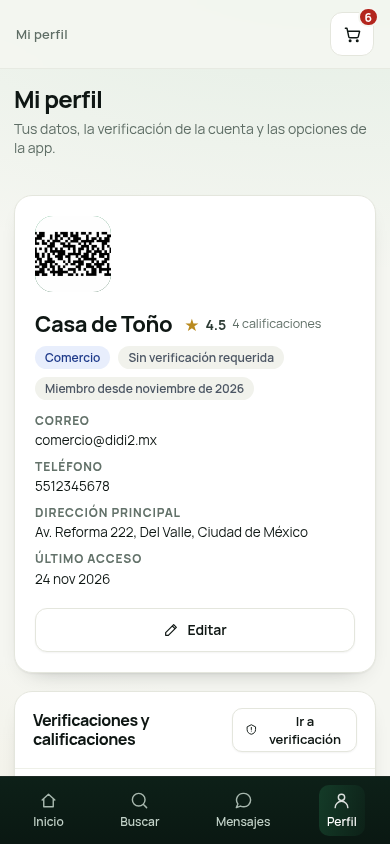 Mi perfil
6
Mi perfil
Tus datos, la verificación de la cuenta y las opciones de
la app.
Casa de Toño ★ 4.5 4 calificaciones
Comercio Sin verificación requerida
Miembro desde noviembre de 2026
CORREO
comercio@didi2.mx
TELÉFONO
5512345678
DIRECCIÓN PRINCIPAL
Av. Reforma 222, Del Valle, Ciudad de México
ÚLTIMO ACCESO
24 nov 2026
Editar
Verificaciones y
calificaciones
Ir a
verificación
Inicio Buscar Mensajes Perfil